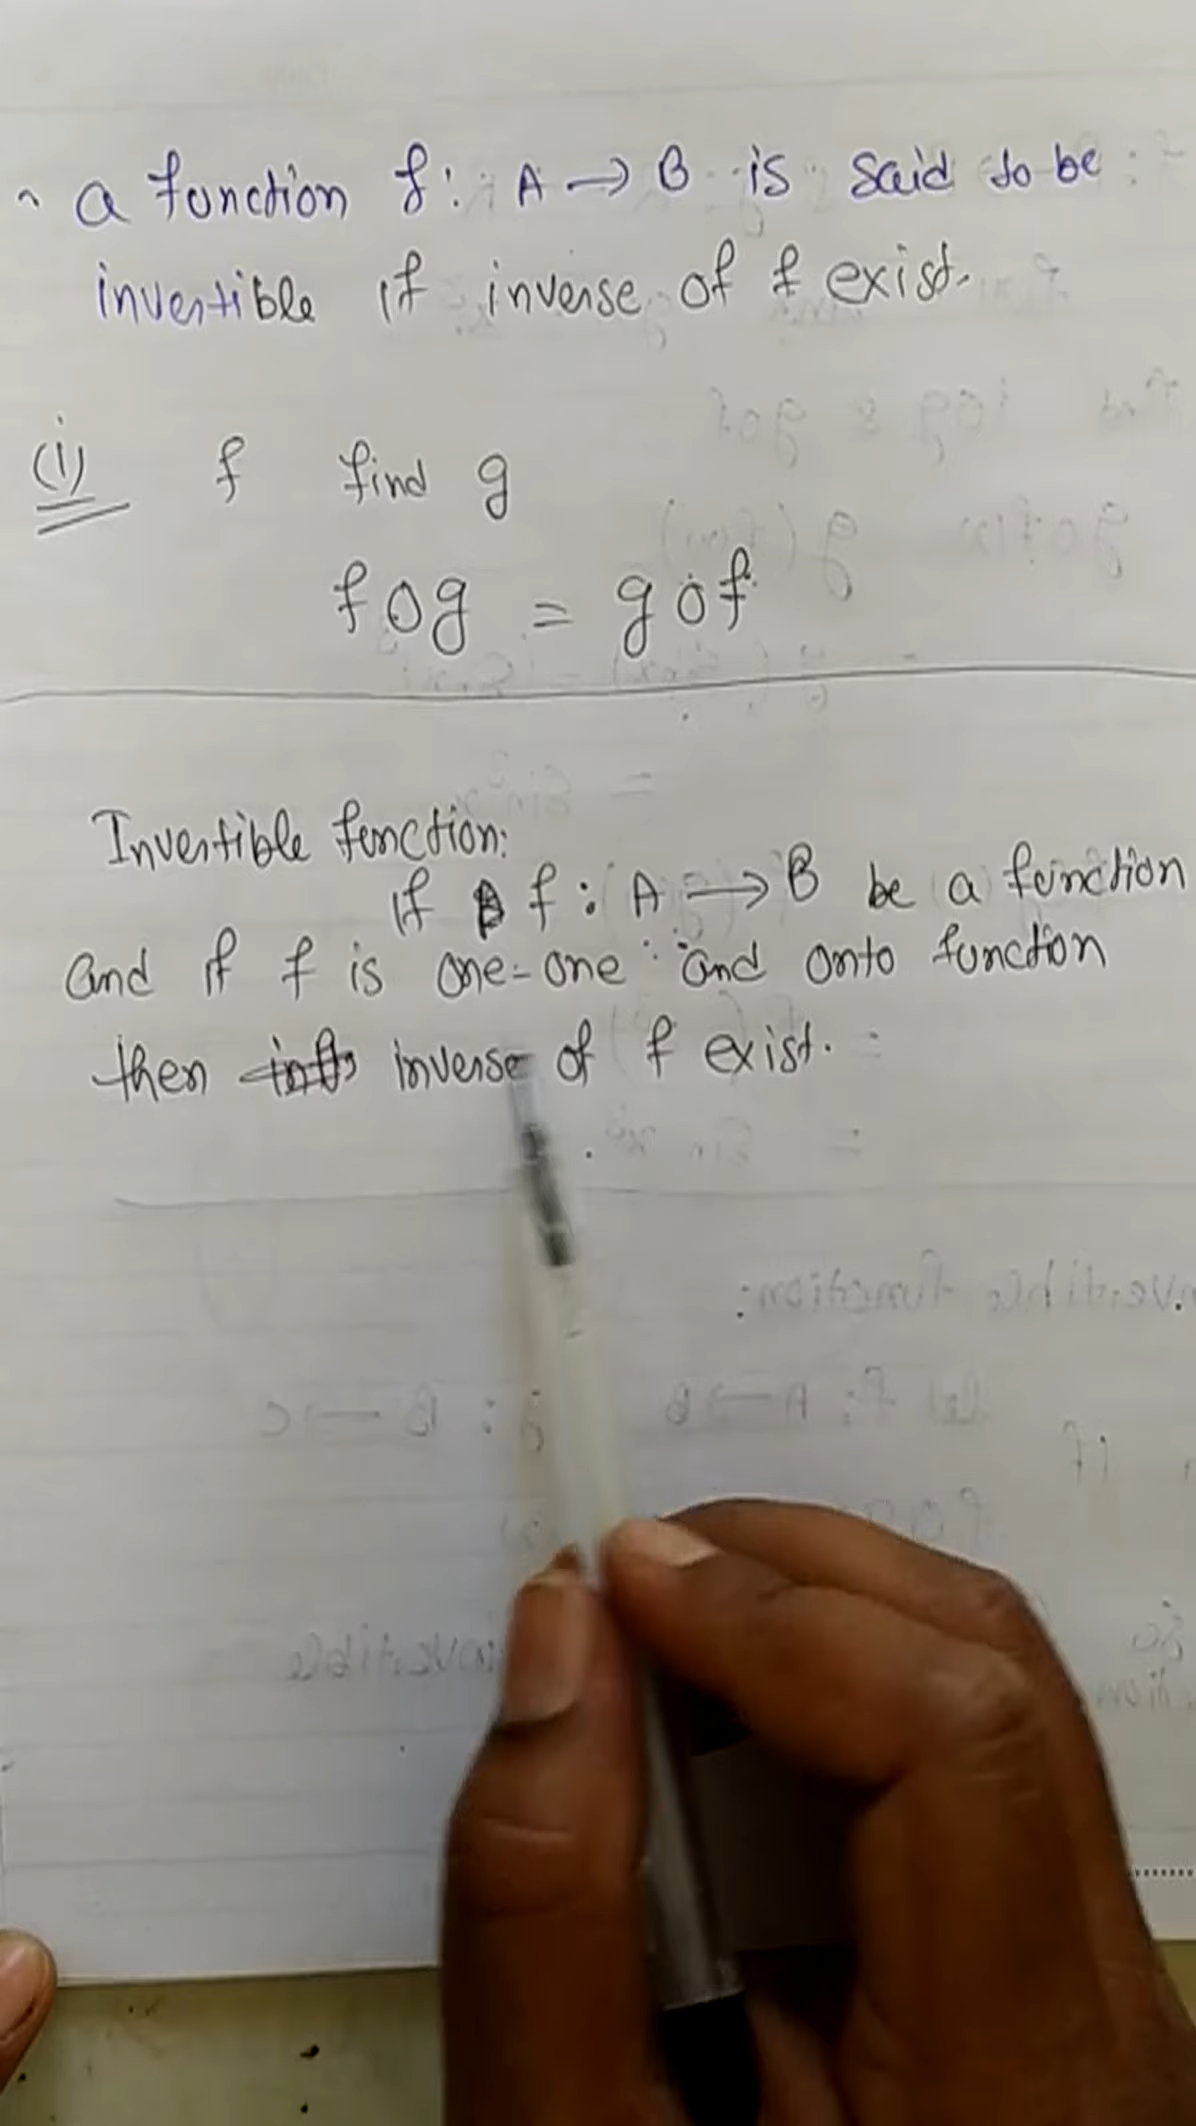 a function f: A → B is said to be
invertible if inverse of f exist.
(i) f find g
fog = gof
Invertible function:
if f : A → B be a function
and if f is one-one and onto function
then inverse of f exist.